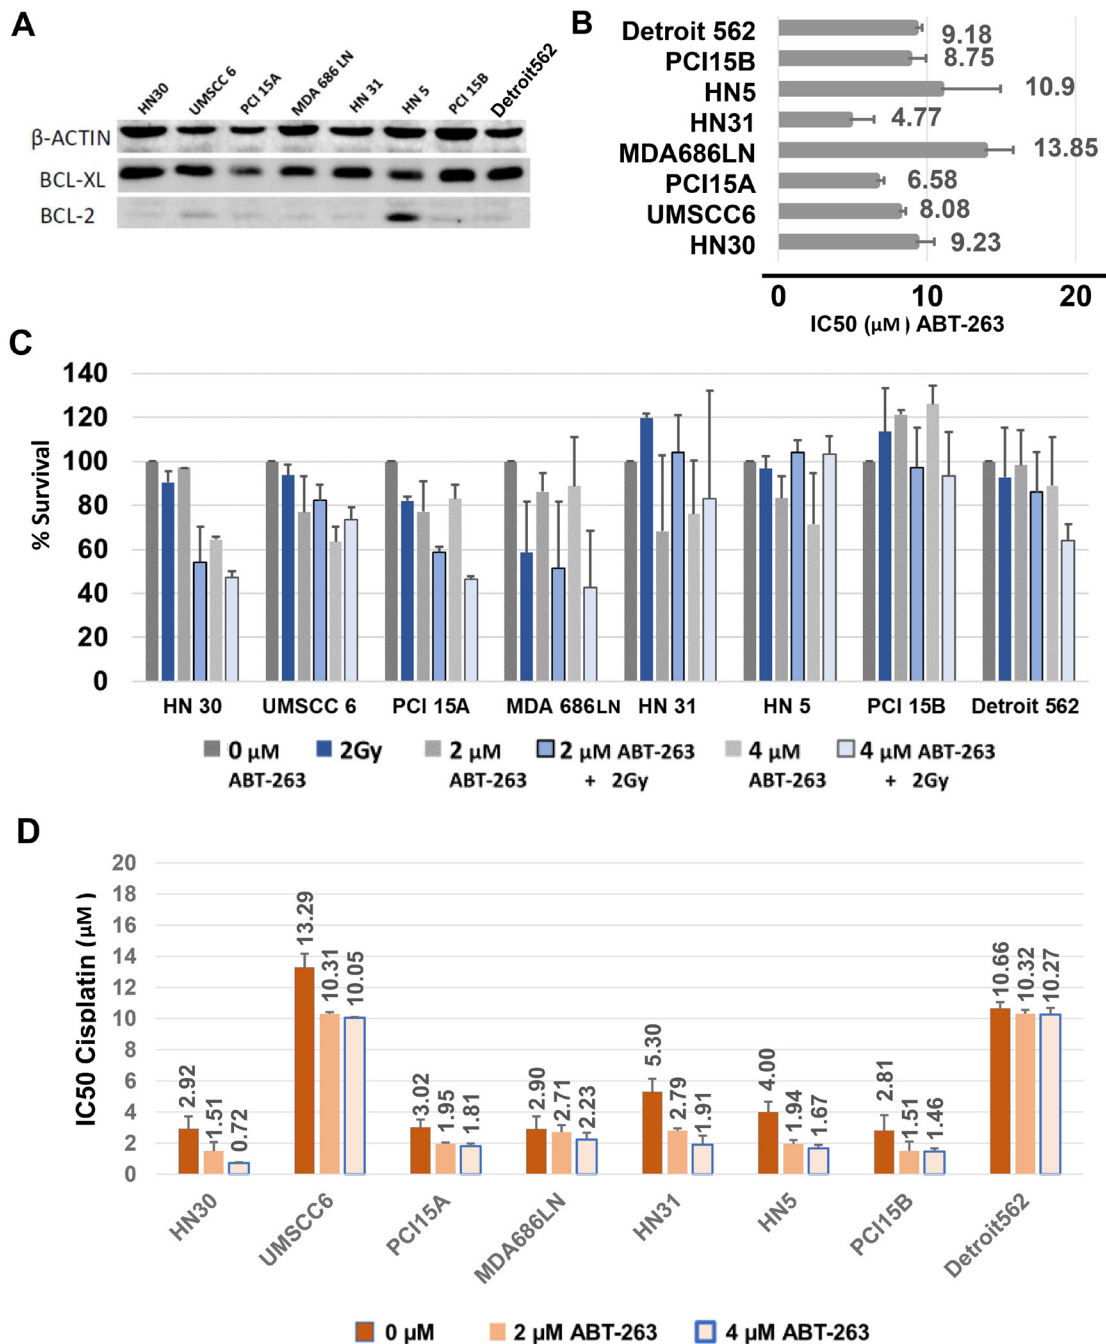 A
HN30
UMSCC 6
PCI 15A
MDA 686 LN
HN 31
HN 5
PCI 15B
Detroit562
β-ACTIN
BCL-XL
BCL-2
B
Detroit 562
9.18
PCI15B
8.75
HN5
10.9
HN31
4.77
MDA686LN
13.85
PCI15A
6.58
UMSCC6
8.08
HN30
9.23
0
10
20
IC50 (μM ) ABT-263
C
% Survival
140
120
100
80
60
40
20
0
HN 30
UMSCC 6
PCI 15A
MDA 686LN
HN 31
HN 5
PCI 15B
Detroit 562
0 μM ABT-263
2Gy
2 μM ABT-263
2 μM ABT-263 + 2Gy
4 μM ABT-263
4 μM ABT-263 + 2Gy
D
IC50 Cisplatin (μM )
20
18
16
14
12
10
8
6
4
2
0
2.92
1.51
0.72
13.29
10.31
10.05
3.02
1.95
1.81
2.90
2.71
2.23
5.30
2.79
1.91
4.00
1.94
1.67
2.81
1.51
1.46
10.66
10.32
10.27
HN30
UMSCC6
PCI15A
MDA686LN
HN31
HN5
PCI15B
Detroit562
0 μM
2 μM ABT-263
4 μM ABT-263